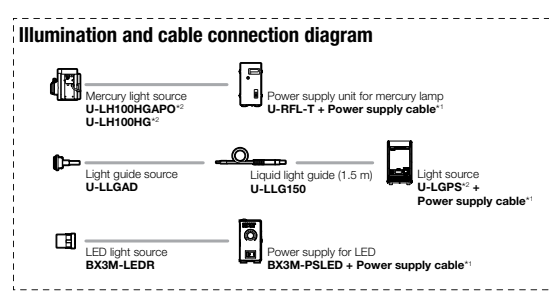 Illumination and cable connection diagram
Mercury light source
U-LH100HGAPO*2
U-LH100HG*2
Power supply unit for mercury lamp
U-RFL-T + Power supply cable*1
Light guide source
U-LLGAD
Liquid light guide (1.5 m)
U-LLG150
Light source
U-LGPS*2 +
Power supply cable*1
LED light source
BX3M-LEDR
Power supply for LED
BX3M-PSLED + Power supply cable*1